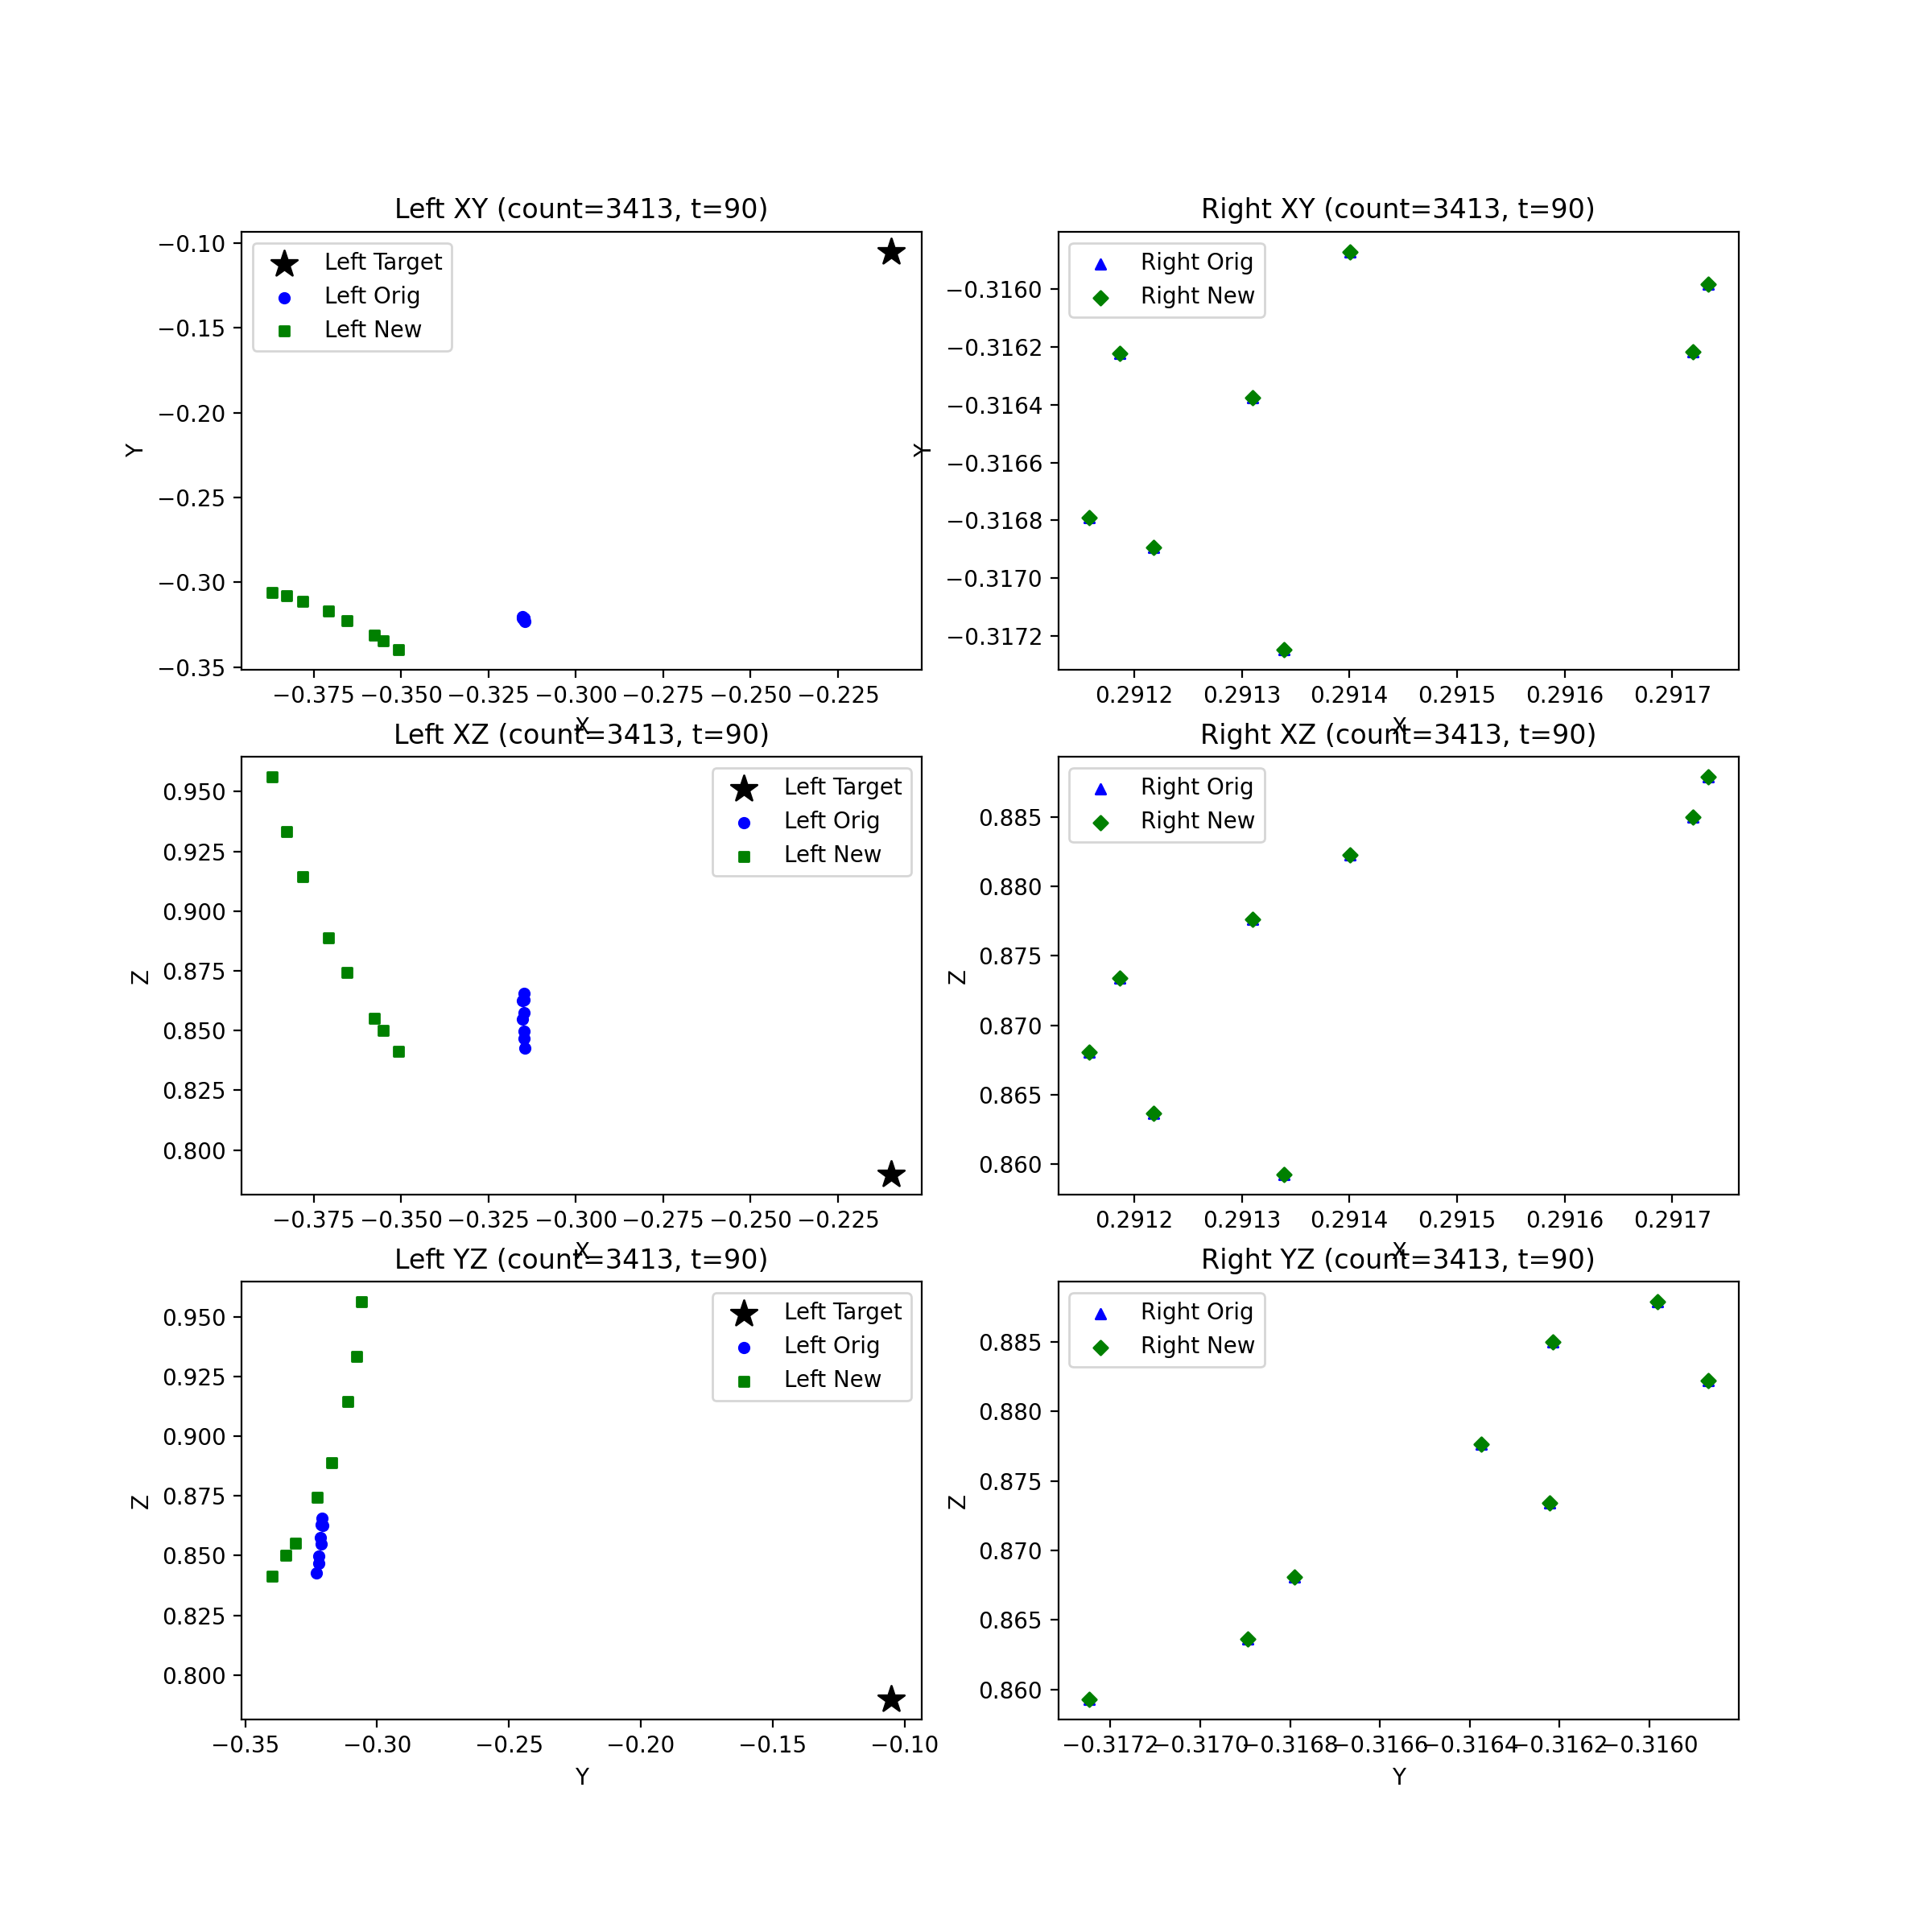 Left XY (count=3413, t=90)
Left Target
Left Orig
Left New
−0.10
−0.15
−0.20
−0.25
−0.30
−0.35
Y
−0.375 −0.350 −0.325 −0.300 −0.275 −0.250 −0.225
X
Right XY (count=3413, t=90)
Right Orig
Right New
−0.3160
−0.3162
−0.3164
−0.3166
−0.3168
−0.3170
−0.3172
Y
0.2912 0.2913 0.2914 0.2915 0.2916 0.2917
X
Left XZ (count=3413, t=90)
Left Target
Left Orig
Left New
0.950
0.925
0.900
0.875
0.850
0.825
0.800
Z
−0.375 −0.350 −0.325 −0.300 −0.275 −0.250 −0.225
X
Right XZ (count=3413, t=90)
Right Orig
Right New
0.885
0.880
0.875
0.870
0.865
0.860
Z
0.2912 0.2913 0.2914 0.2915 0.2916 0.2917
X
Left YZ (count=3413, t=90)
Left Target
Left Orig
Left New
0.950
0.925
0.900
0.875
0.850
0.825
0.800
Z
−0.35 −0.30 −0.25 −0.20 −0.15 −0.10
Y
Right YZ (count=3413, t=90)
Right Orig
Right New
0.885
0.880
0.875
0.870
0.865
0.860
Z
−0.3172 −0.3170 −0.3168 −0.3166 −0.3164 −0.3162 −0.3160
Y